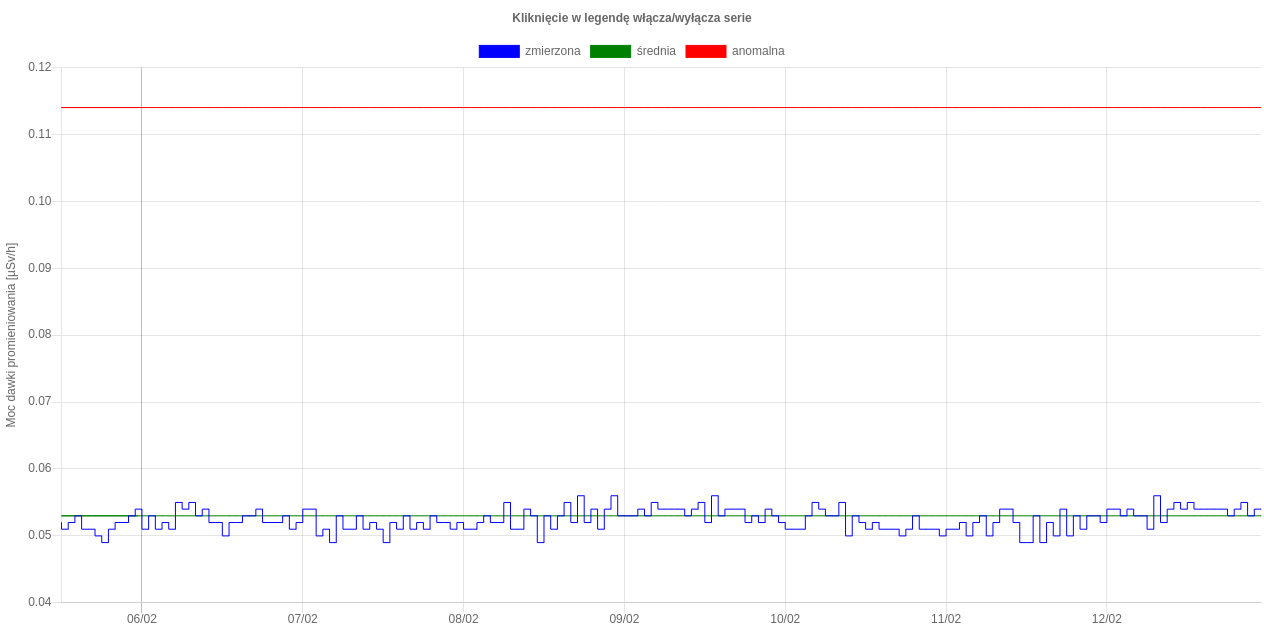 Kliknięcie w legendę włącza/wyłącza serie
zmierzona średnia anomalna
Moc dawki promieniowania [µSv/h]
0.12
0.11
0.10
0.09
0.08
0.07
0.06
0.05
0.04
06/02 07/02 08/02 09/02 10/02 11/02 12/02